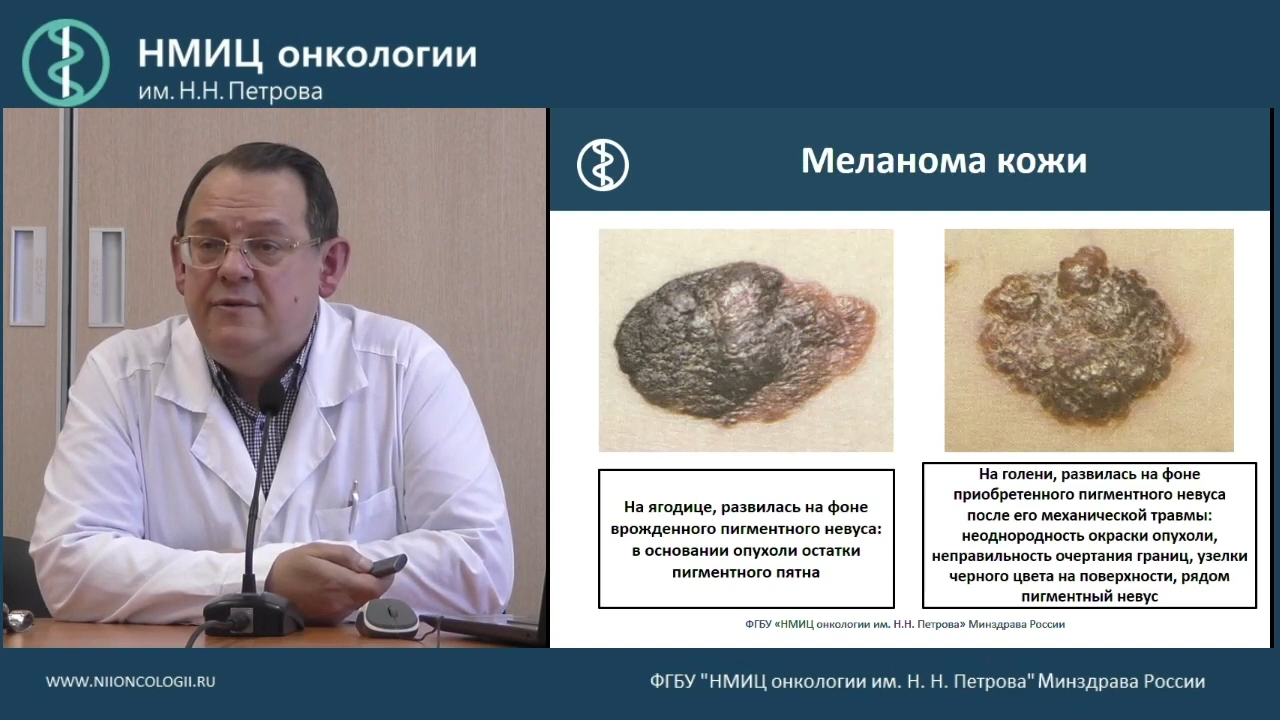 НМИЦ онкологии
им. Н.Н. Петрова
Меланома кожи
На ягодице, развилась на фоне
врожденного пигментного невуса:
в основании опухоли остатки
пигментного пятна
На голени, развилась на фоне
приобретенного пигментного невуса
после его механической травмы:
неоднородность окраски опухоли,
неправильность очертания границ, узелки
черного цвета на поверхности, рядом
пигментный невус
ФГБУ «НМИЦ онкологии им. Н.Н. Петрова» Минздрава России
WWW.NIIONCOLOGII.RU
ФГБУ "НМИЦ онкологии им. Н. Н. Петрова" Минздрава России